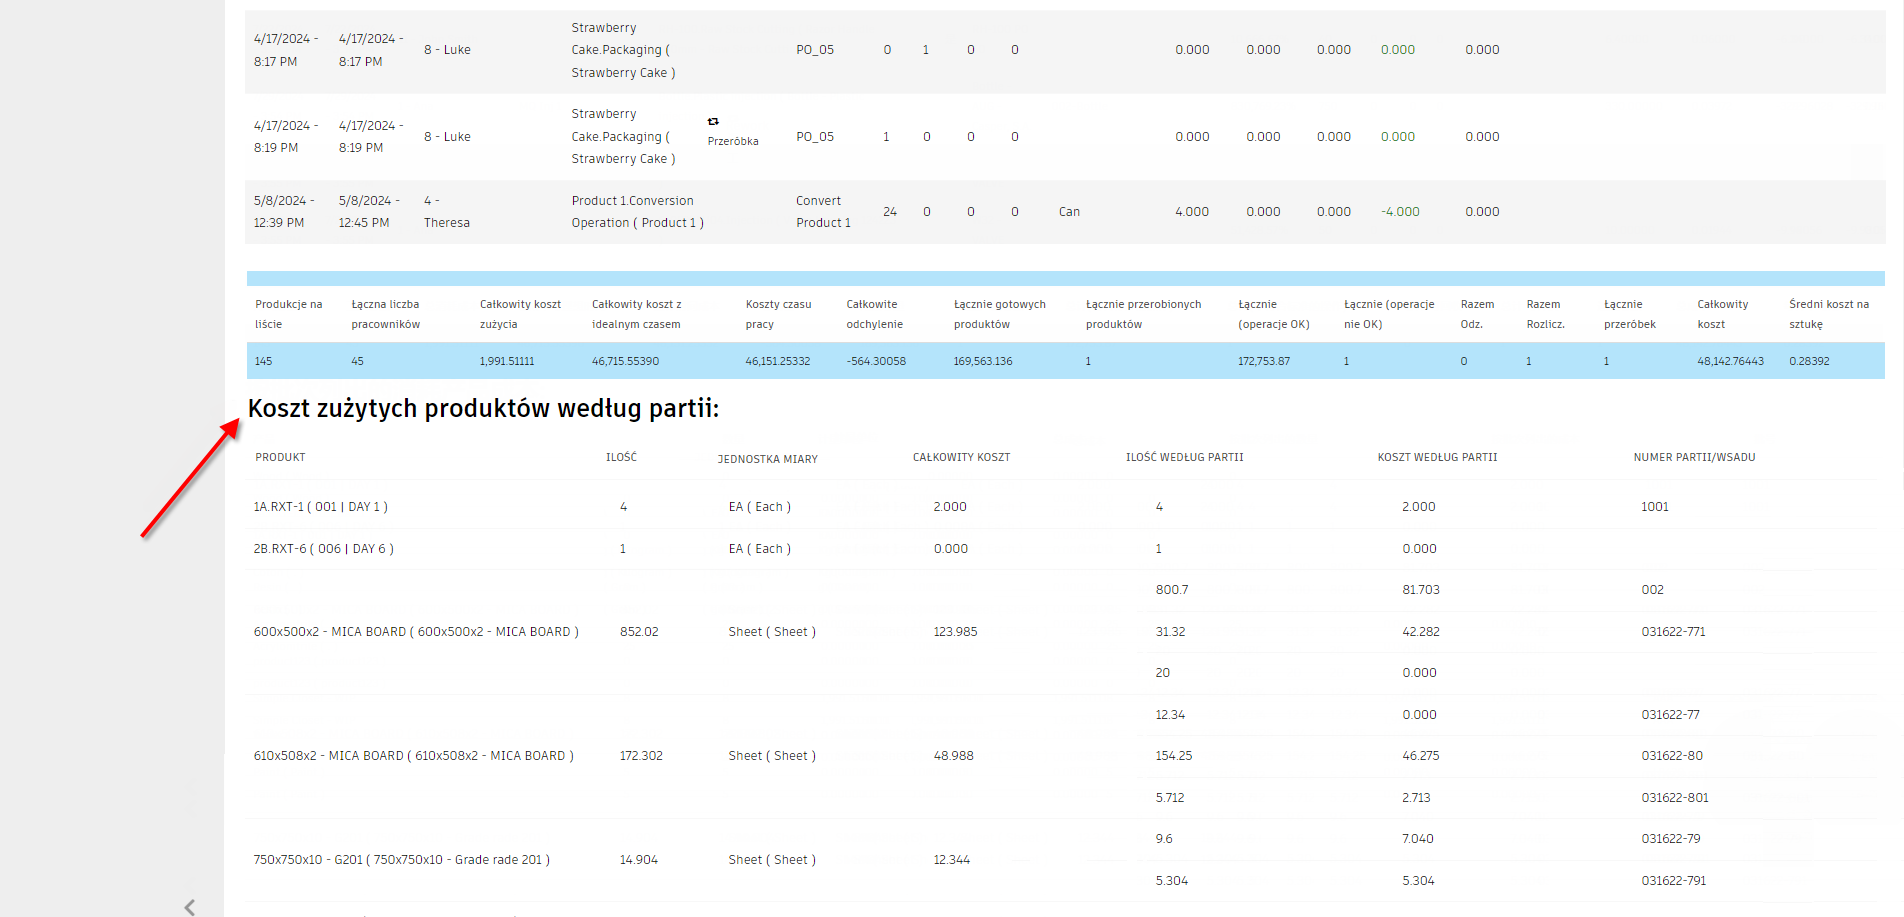 4/17/2024 - 8:17 PM 4/17/2024 - 8:17 PM 8 - Luke Strawberry Cake.Packaging ( Strawberry Cake ) PO_05 0 1 0 0 0.000 0.000 0.000 0.000 0.000
4/17/2024 - 8:19 PM 4/17/2024 - 8:19 PM 8 - Luke Strawberry Cake.Packaging ( Strawberry Cake ) Przeróbka PO_05 1 0 0 0 0.000 0.000 0.000 0.000 0.000
5/8/2024 - 12:39 PM 5/8/2024 - 12:45 PM 4 - Theresa Product 1.Conversion Operation ( Product 1 ) Convert Product 1 24 0 0 0 Can 4.000 0.000 0.000 -4.000 0.000
Produkcje na liście Łączna liczba pracowników Całkowity koszt zużycia Całkowity koszt z idealnym czasem Koszty czasu pracy Całkowite odchylenie Łącznie gotowych produktów Łącznie przerobionych produktów Łącznie (operacje OK) Łącznie (operacje nie OK) Razem Odz. Razem Rozlicz. Łącznie przeróbek Całkowity koszt Średni koszt na sztukę
145 45 1,991.51111 46,715.55390 46,151.25332 -564.30058 169,563.136 1 172,753.87 1 0 1 1 48,142.76443 0.28392
Koszt zużytych produktów według partii:
PRODUKT ILOŚĆ JEDNOSTKA MIARY CAŁKOWITY KOSZT ILOŚĆ WEDŁUG PARTII KOSZT WEDŁUG PARTII NUMER PARTII/WSADU
1A.RXT-1 ( 001 | DAY 1 ) 4 EA ( Each ) 2.000 4 2.000 1001
2B.RXT-6 ( 006 | DAY 6 ) 1 EA ( Each ) 0.000 1 0.000
800.7 81.703 002
600x500x2 - MICA BOARD ( 600x500x2 - MICA BOARD ) 852.02 Sheet ( Sheet ) 123.985 31.32 42.282 031622-771
20 0.000
12.34 0.000 031622-77
610x508x2 - MICA BOARD ( 610x508x2 - MICA BOARD ) 172.302 Sheet ( Sheet ) 48.988 154.25 46.275 031622-80
5.712 2.713 031622-801
9.6 7.040 031622-79
750x750x10 - G201 ( 750x750x10 - Grade rade 201 ) 14.904 Sheet ( Sheet ) 12.344
5.304 5.304 031622-791